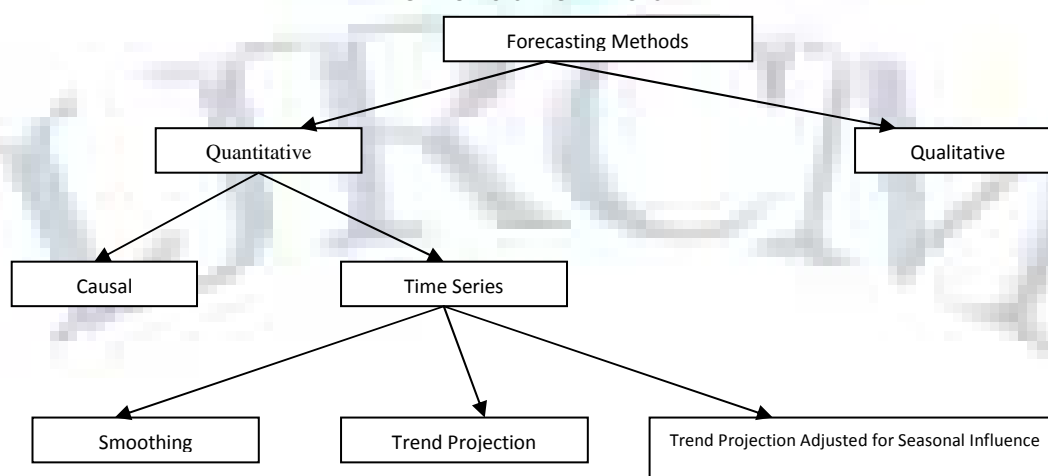 Forecasting Methods
Quantitative
Qualitative
Causal
Time Series
Smoothing
Trend Projection
Trend Projection Adjusted for Seasonal Influence